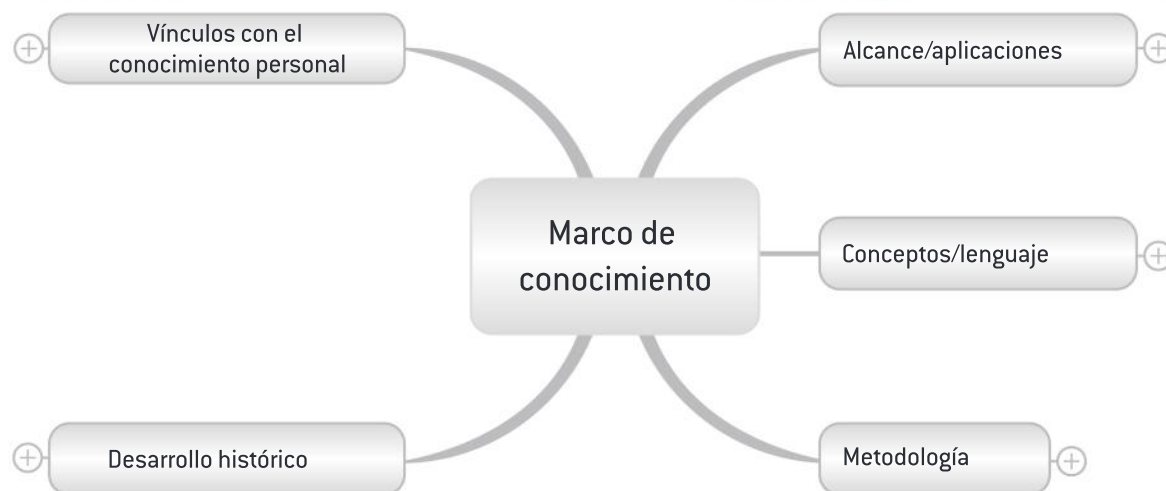 Vínculos con el
conocimiento personal
Alcance/aplicaciones
Marco de
conocimiento
Conceptos/lenguaje
Desarrollo histórico
Metodología